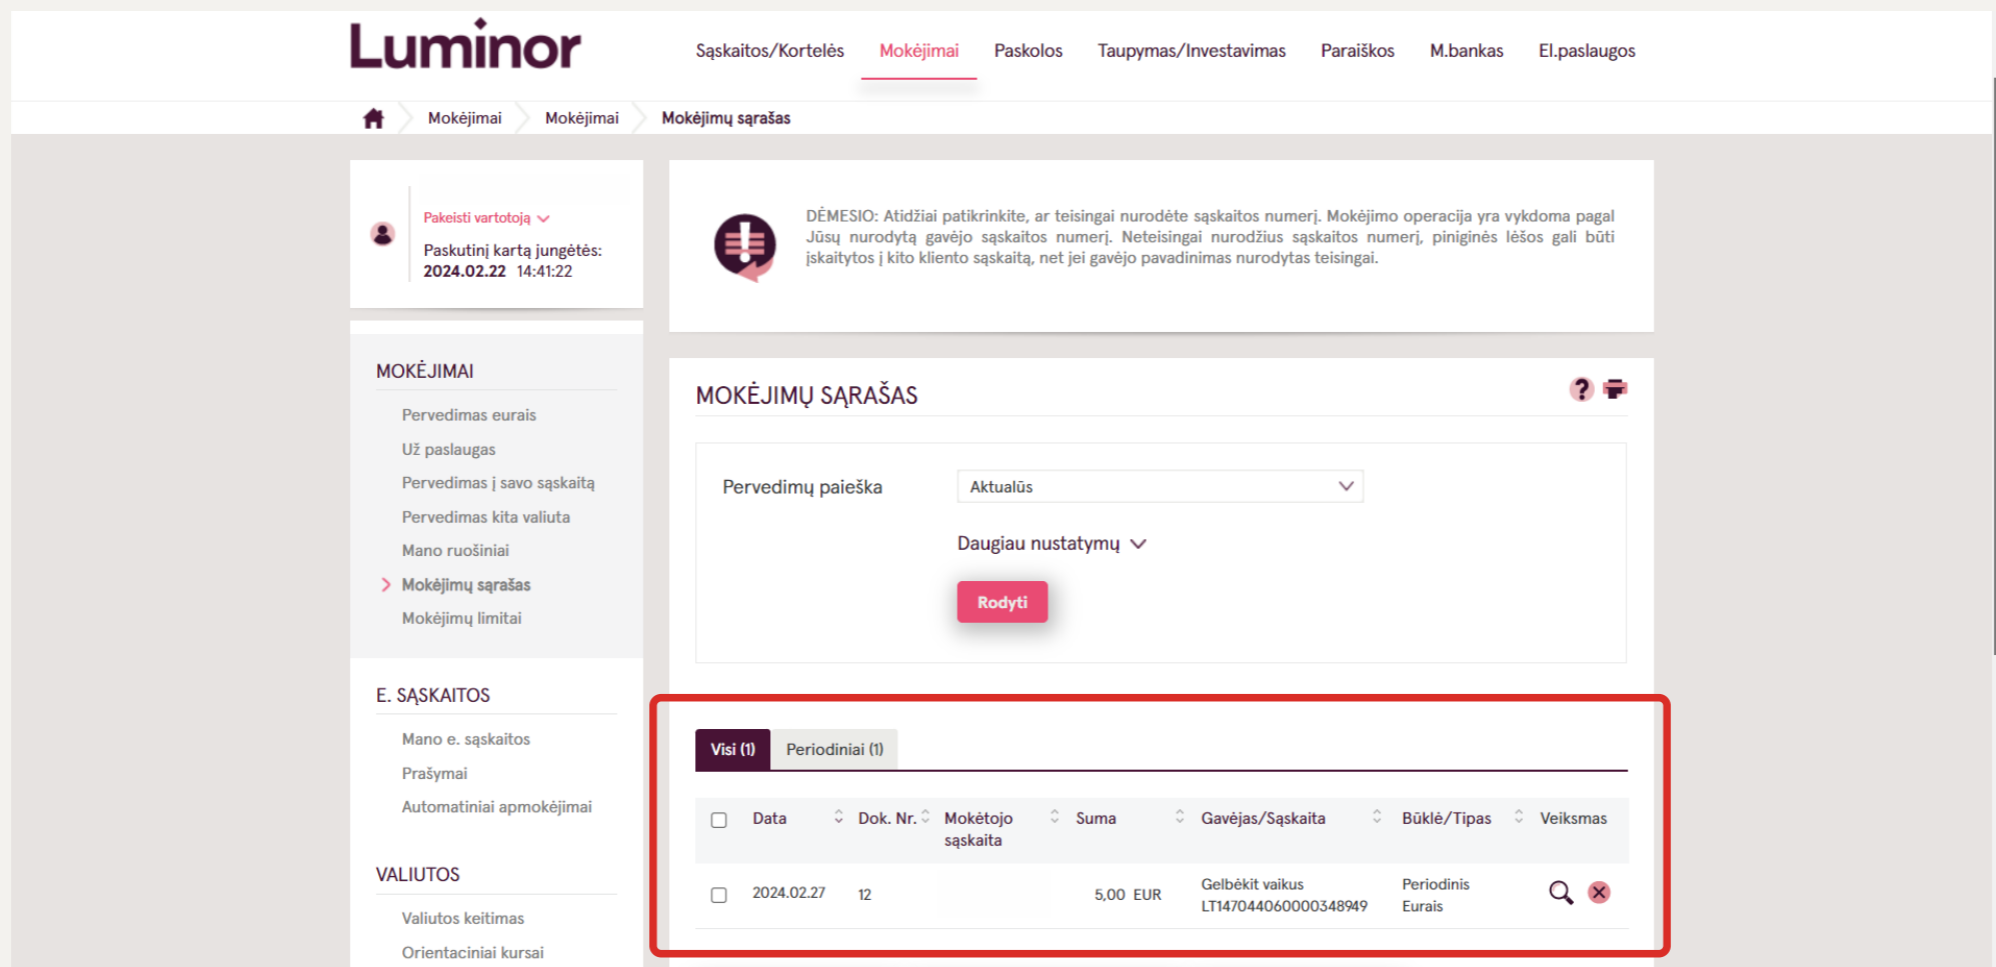 Luminor
Sąskaitos/Kortelės Mokėjimai Paskolos Taupymas/Investavimas Paraiškos M.bankas El.paslaugos
Mokėjimai Mokėjimai Mokėjimų sąrašas
Pakeisti vartotoją
Paskutinį kartą jungėtės:
2024.02.22 14:41:22
DĖMESIO: Atidžiai patikrinkite, ar teisingai nurodėte sąskaitos numerį. Mokėjimo operacija yra vykdoma pagal
Jūsų nurodytą gavėjo sąskaitos numerį. Neteisingai nurodžius sąskaitos numerį, piniginės lėšos gali būti
įskaitytos į kito kliento sąskaitą, net jei gavėjo pavadinimas nurodytas teisingai.
MOKĖJIMAI
Pervedimas eurais
Už paslaugas
Pervedimas į savo sąskaitą
Pervedimas kita valiuta
Mano ruošiniai
Mokėjimų sąrašas
Mokėjimų limitai
E. SĄSKAITOS
Mano e. sąskaitos
Prašymai
Automatiniai apmokėjimai
VALIUTOS
Valiutos keitimas
Orientaciniai kursai
MOKĖJIMŲ SĄRAŠAS
?
Pervedimų paieška Aktualūs
Daugiau nustatymų
Rodyti
Visi (1) Periodiniai (1)
Data Dok. Nr. Mokėtojo Suma Gavėjas/Sąskaita Būklė/Tipas Veiksmas
sąskaita
2024.02.27 12 5,00 EUR Gelbėkit vaikus Periodinis
LT147044060000348949 Eurais